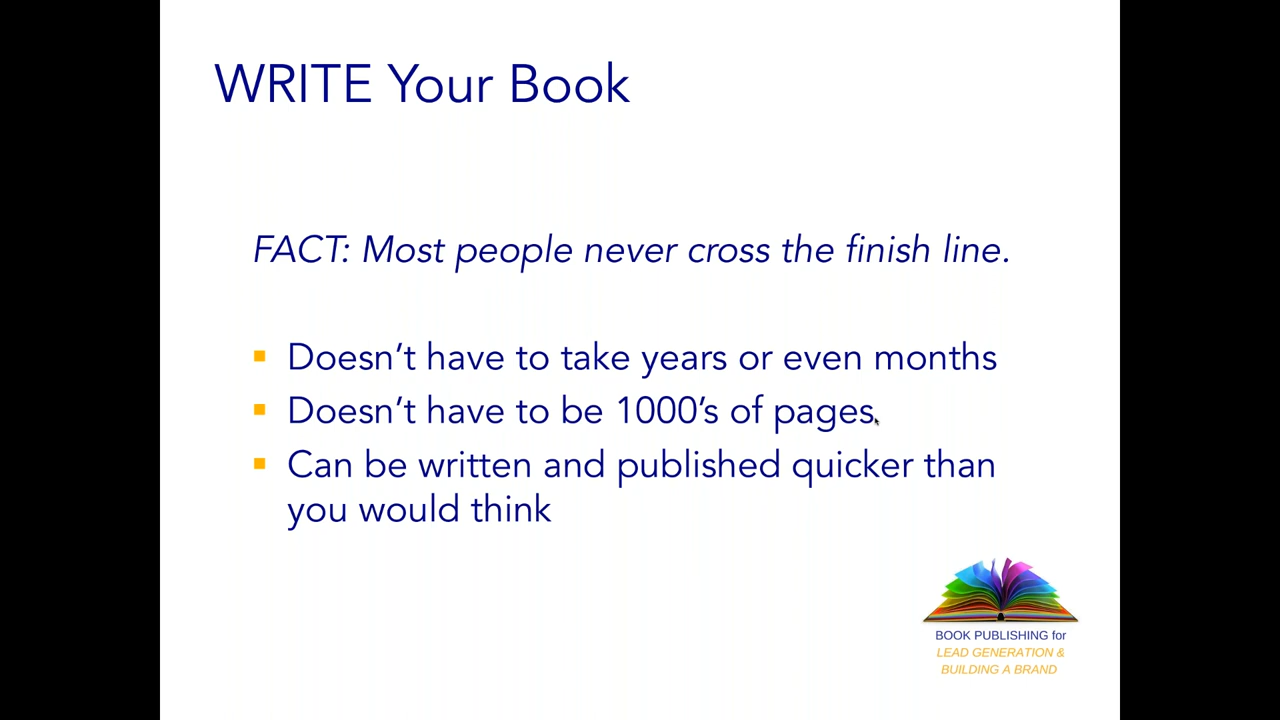 WRITE Your Book
FACT: Most people never cross the finish line.
Doesn’t have to take years or even months
Doesn’t have to be 1000’s of pages
Can be written and published quicker than
you would think
BOOK PUBLISHING for
LEAD GENERATION &
BUILDING A BRAND